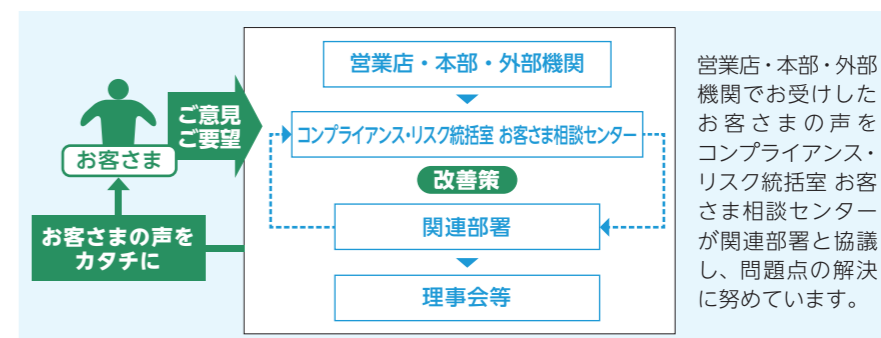 お客さま
ご意見
ご要望
お客さまの声を
カタチに
営業店・本部・外部機関
コンプライアンス・リスク統括室 お客さま相談センター
改善策
関連部署
理事会等
営業店・本部・外部
機関でお受けした
お客さまの声を
コンプライアンス・
リスク統括室 お客
さま相談センター
が関連部署と協議
し、問題点の解決
に努めています。